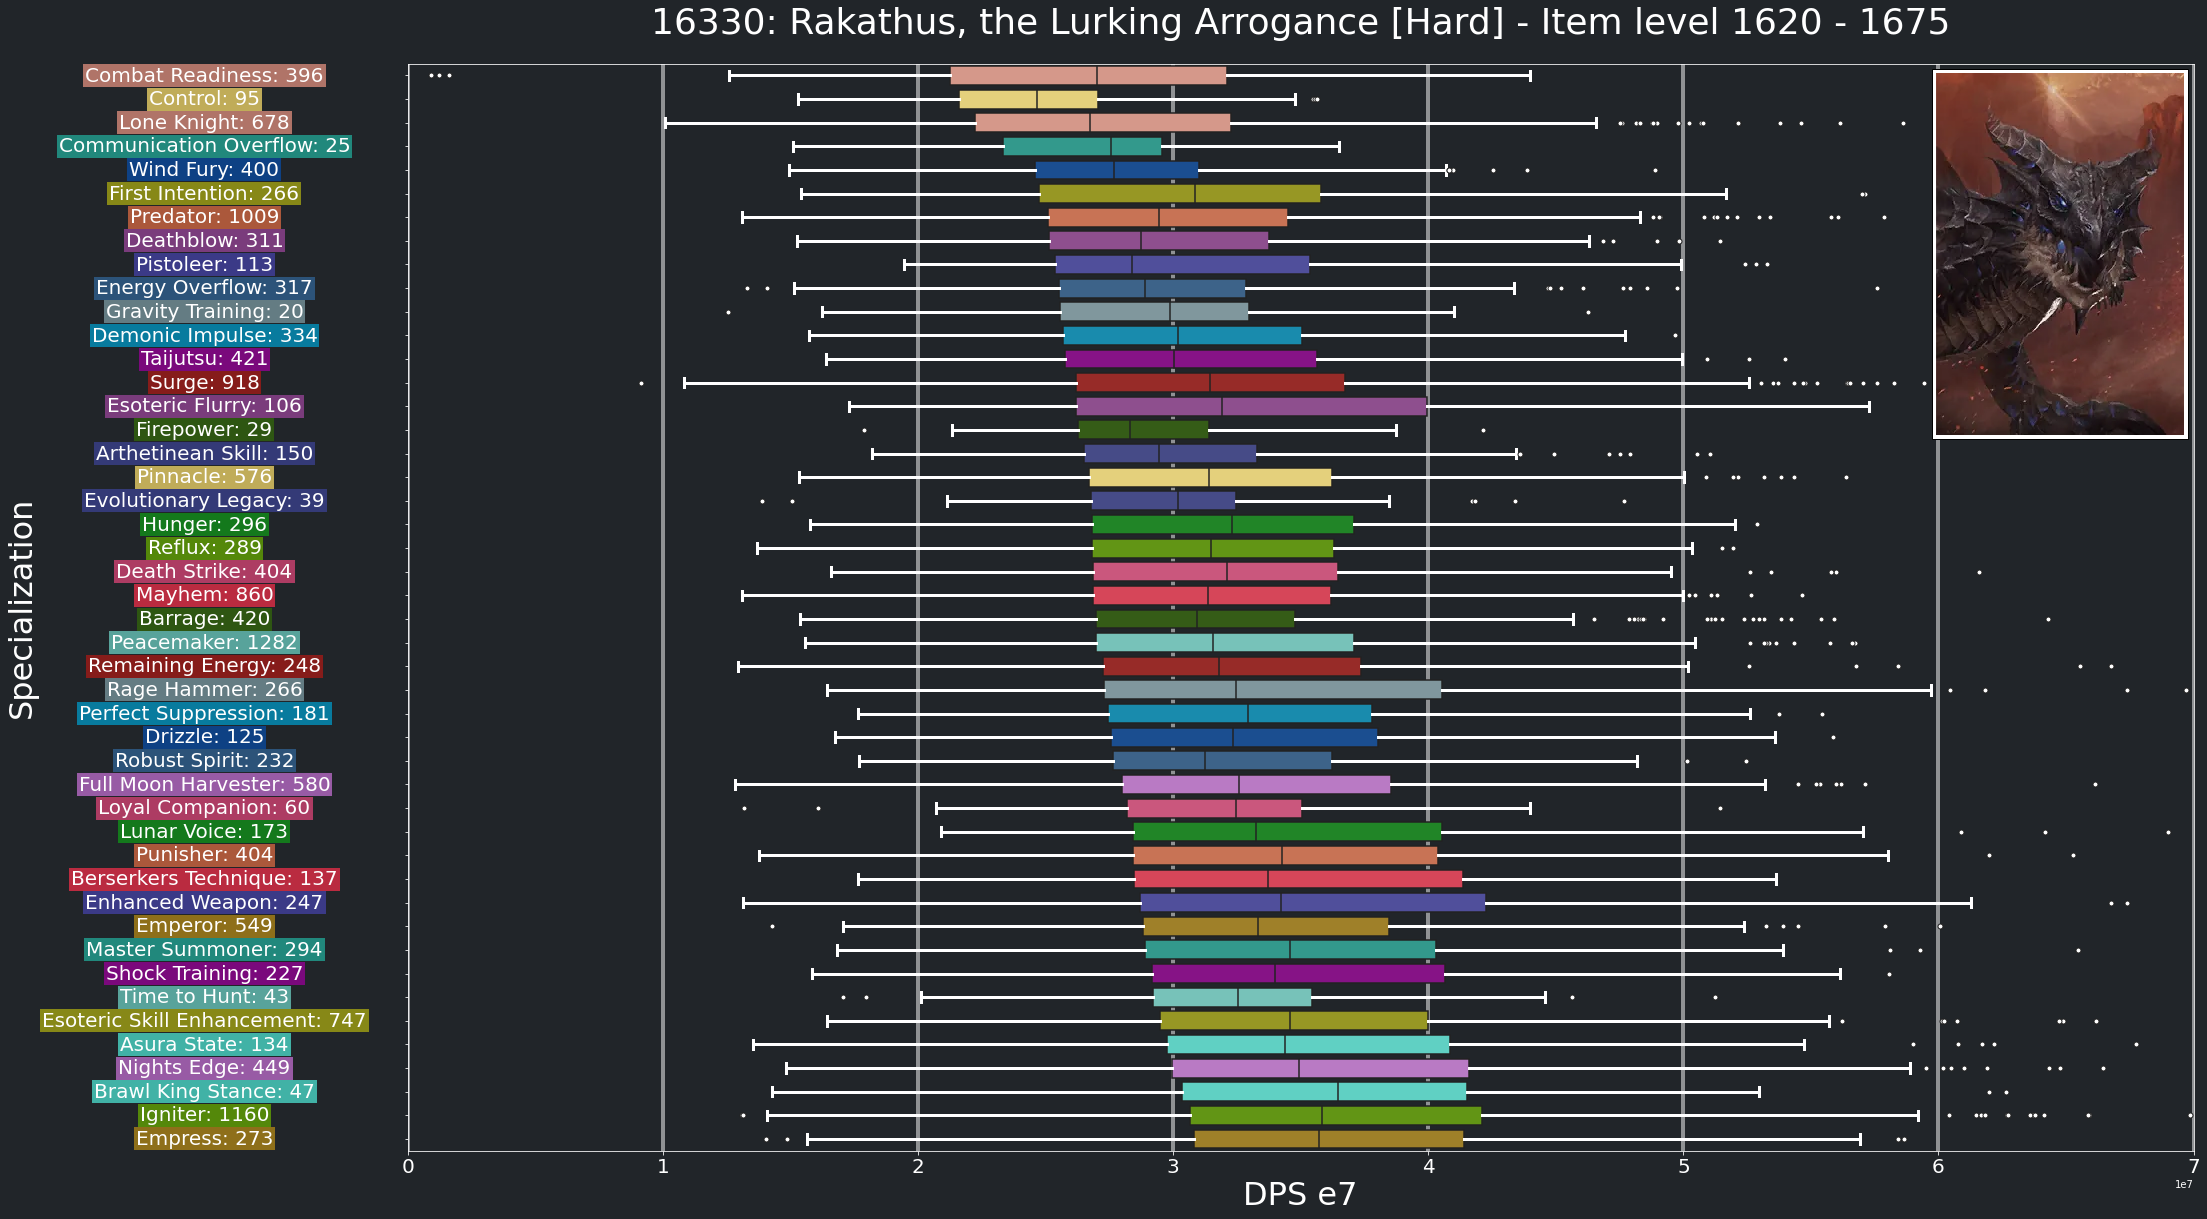 16330: Rakathus, the Lurking Arrogance [Hard] - Item level 1620 - 1675
Combat Readiness: 396
Control: 95
Lone Knight: 678
Communication Overflow: 25
Wind Fury: 400
First Intention: 266
Predator: 1009
Deathblow: 311
Pistoleer: 113
Energy Overflow: 317
Gravity Training: 20
Demonic Impulse: 334
Taijutsu: 421
Surge: 918
Esoteric Flurry: 106
Firepower: 29
Arthetinean Skill: 150
Pinnacle: 576
Evolutionary Legacy: 39
Hunger: 296
Reflux: 289
Death Strike: 404
Mayhem: 860
Barrage: 420
Peacemaker: 1282
Remaining Energy: 248
Rage Hammer: 266
Perfect Suppression: 181
Drizzle: 125
Robust Spirit: 232
Full Moon Harvester: 580
Loyal Companion: 60
Lunar Voice: 173
Punisher: 404
Berserkers Technique: 137
Enhanced Weapon: 247
Emperor: 549
Master Summoner: 294
Shock Training: 227
Time to Hunt: 43
Esoteric Skill Enhancement: 747
Asura State: 134
Nights Edge: 449
Brawl King Stance: 47
Igniter: 1160
Empress: 273
Specialization
0 1 2 3 4 5 6 7
1e7
DPS e7